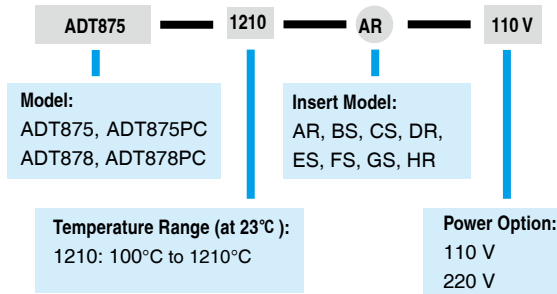 ADT875 1210 AR 110 V
Model:
ADT875, ADT875PC
ADT878, ADT878PC
Insert Model:
AR, BS, CS, DR,
ES, FS, GS, HR
Temperature Range (at 23℃ ):
1210: 100°C to 1210°C
Power Option:
110 V
220 V